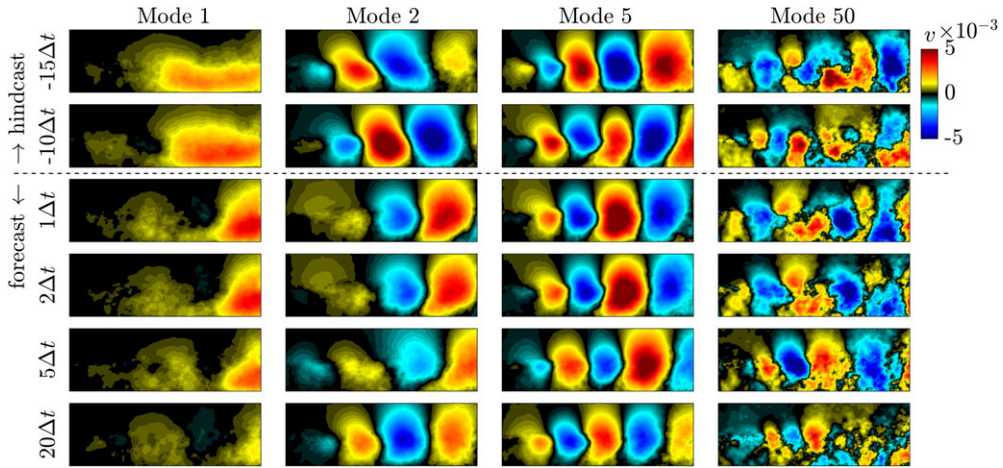 Mode 1 Mode 2 Mode 5 Mode 50
v×10⁻³
5
0
-5
→ hindcast
-15Δt
-10Δt
forecast ←
1Δt
2Δt
5Δt
20Δt